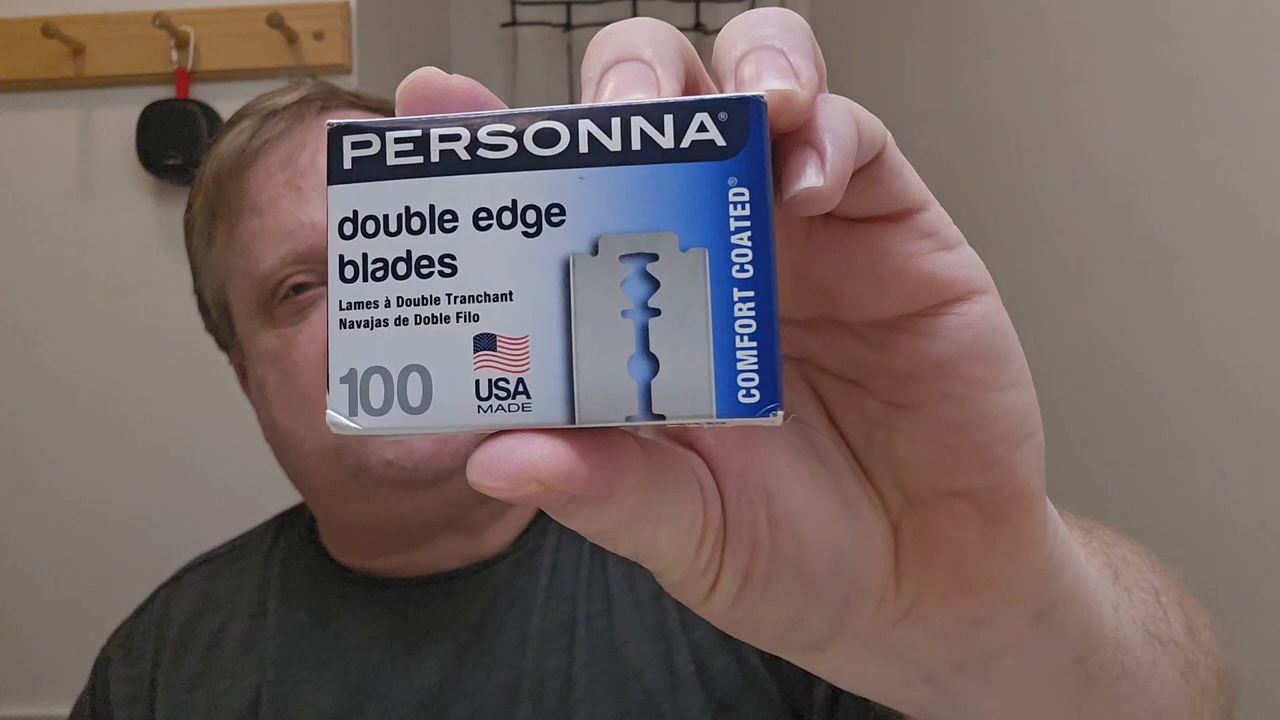 PERSONNA®
double edge
blades
Lames à Double Tranchant
Navajas de Doble Filo
100
USA
MADE
COMFORT COATED®